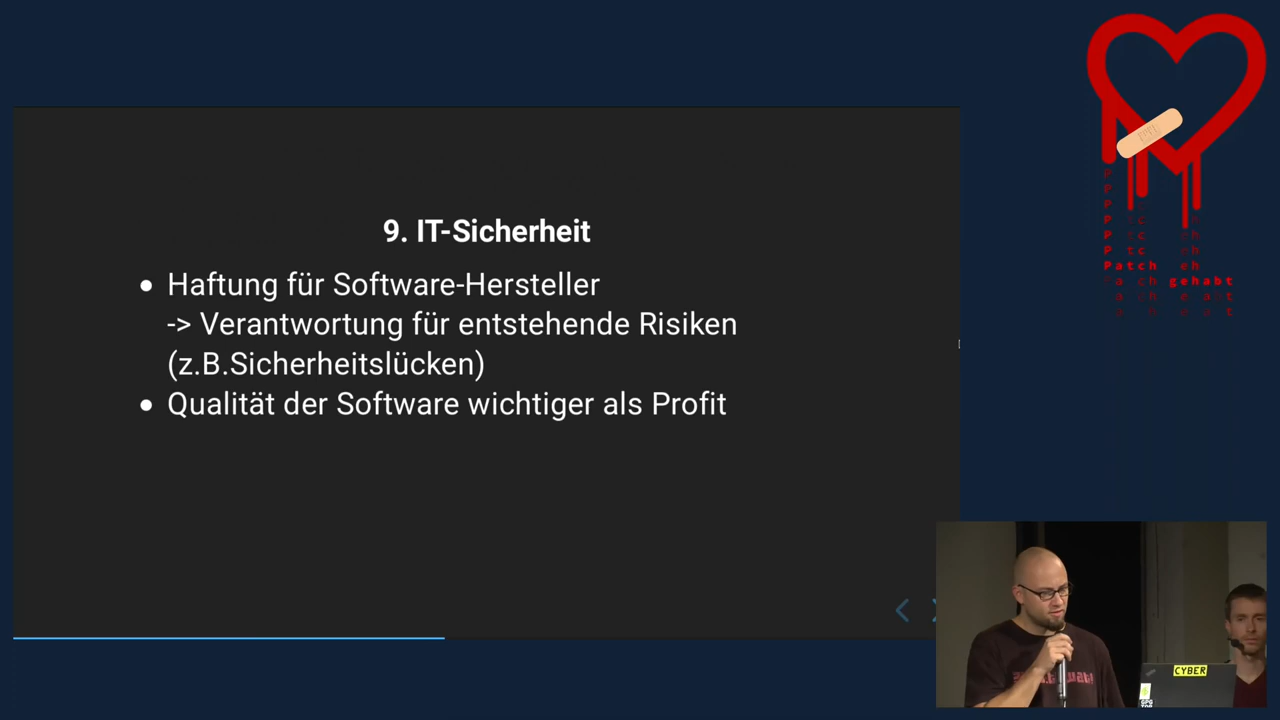 9. IT-Sicherheit
Haftung für Software-Hersteller
-> Verantwortung für entstehende Risiken
(z.B.Sicherheitslücken)
Qualität der Software wichtiger als Profit
Patch gehabt
CYBER